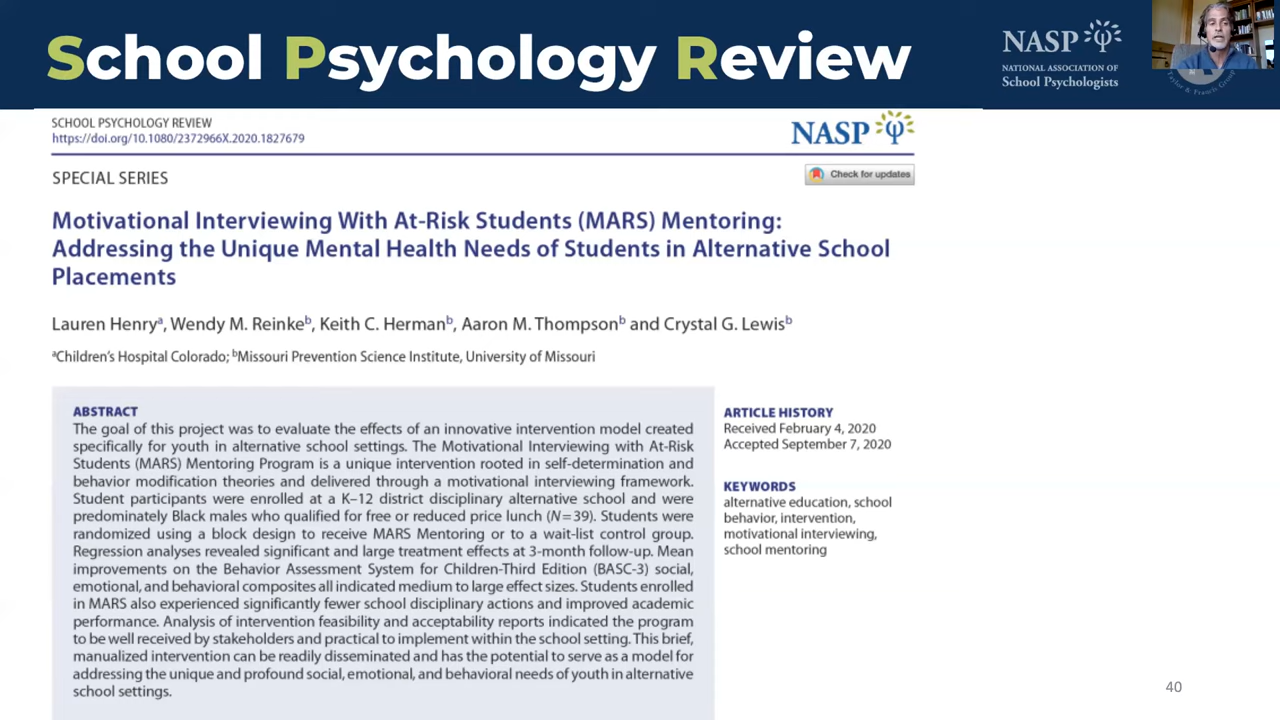 School Psychology Review
NASP
NATIONAL ASSOCIATION OF
School Psychologists
Taylor & Francis Group
SCHOOL PSYCHOLOGY REVIEW
https://doi.org/10.1080/2372966X.2020.1827679
NASP
SPECIAL SERIES
Check for updates
Motivational Interviewing With At-Risk Students (MARS) Mentoring:
Addressing the Unique Mental Health Needs of Students in Alternative School
Placements
Lauren Henryᵃ, Wendy M. Reinkeᵇ, Keith C. Hermanᵇ, Aaron M. Thompsonᵇ and Crystal G. Lewisᵇ
ᵃChildren’s Hospital Colorado; ᵇMissouri Prevention Science Institute, University of Missouri
ABSTRACT
The goal of this project was to evaluate the effects of an innovative intervention model created
specifically for youth in alternative school settings. The Motivational Interviewing with At-Risk
Students (MARS) Mentoring Program is a unique intervention rooted in self-determination and
behavior modification theories and delivered through a motivational interviewing framework.
Student participants were enrolled at a K–12 district disciplinary alternative school and were
predominately Black males who qualified for free or reduced price lunch (N=39). Students were
randomized using a block design to receive MARS Mentoring or to a wait-list control group.
Regression analyses revealed significant and large treatment effects at 3-month follow-up. Mean
improvements on the Behavior Assessment System for Children-Third Edition (BASC-3) social,
emotional, and behavioral composites all indicated medium to large effect sizes. Students enrolled
in MARS also experienced significantly fewer school disciplinary actions and improved academic
performance. Analysis of intervention feasibility and acceptability reports indicated the program
to be well received by stakeholders and practical to implement within the school setting. This brief,
manualized intervention can be readily disseminated and has the potential to serve as a model for
addressing the unique and profound social, emotional, and behavioral needs of youth in alternative
school settings.
ARTICLE HISTORY
Received February 4, 2020
Accepted September 7, 2020
KEYWORDS
alternative education, school
behavior, intervention,
motivational interviewing,
school mentoring
40